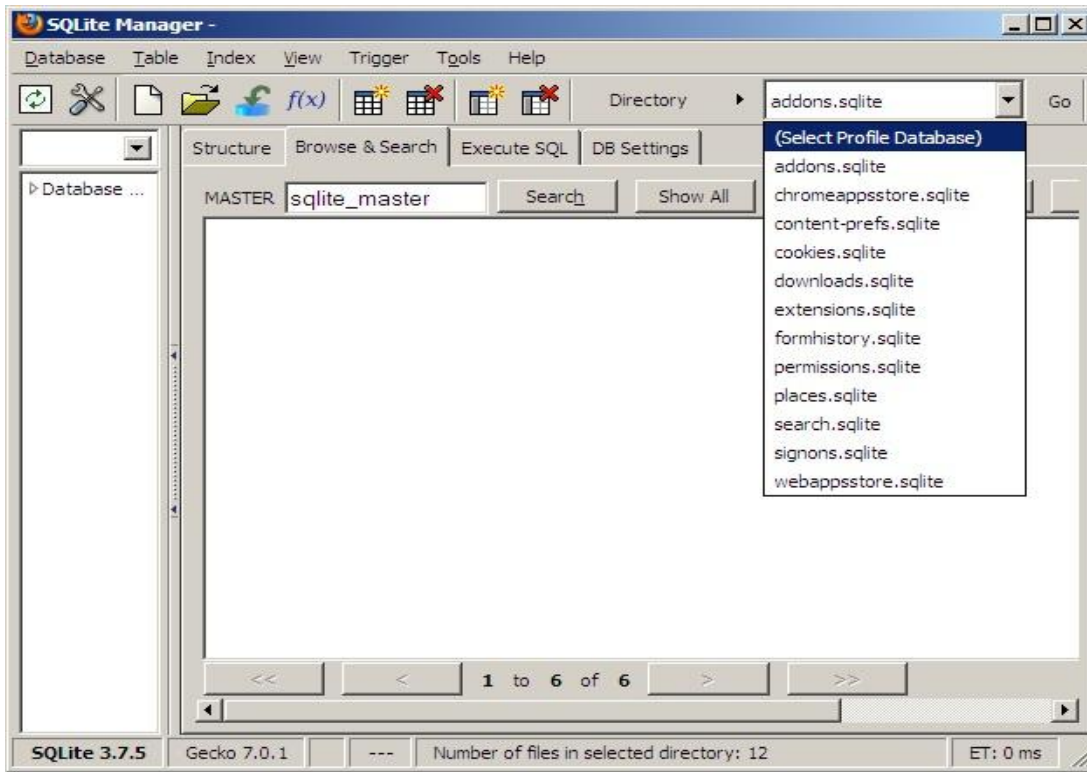 SQLite Manager -
Database Table Index View Trigger Tools Help
f(x) Directory addons.sqlite Go
(Select Profile Database)
addons.sqlite
chromeappsstore.sqlite
content-prefs.sqlite
cookies.sqlite
downloads.sqlite
extensions.sqlite
formhistory.sqlite
permissions.sqlite
places.sqlite
search.sqlite
signons.sqlite
webappsstore.sqlite
Structure Browse & Search Execute SQL DB Settings
Database ...
MASTER sqlite_master Search Show All
<< < 1 to 6 of 6 > >>
SQLite 3.7.5 Gecko 7.0.1 --- Number of files in selected directory: 12 ET: 0 ms